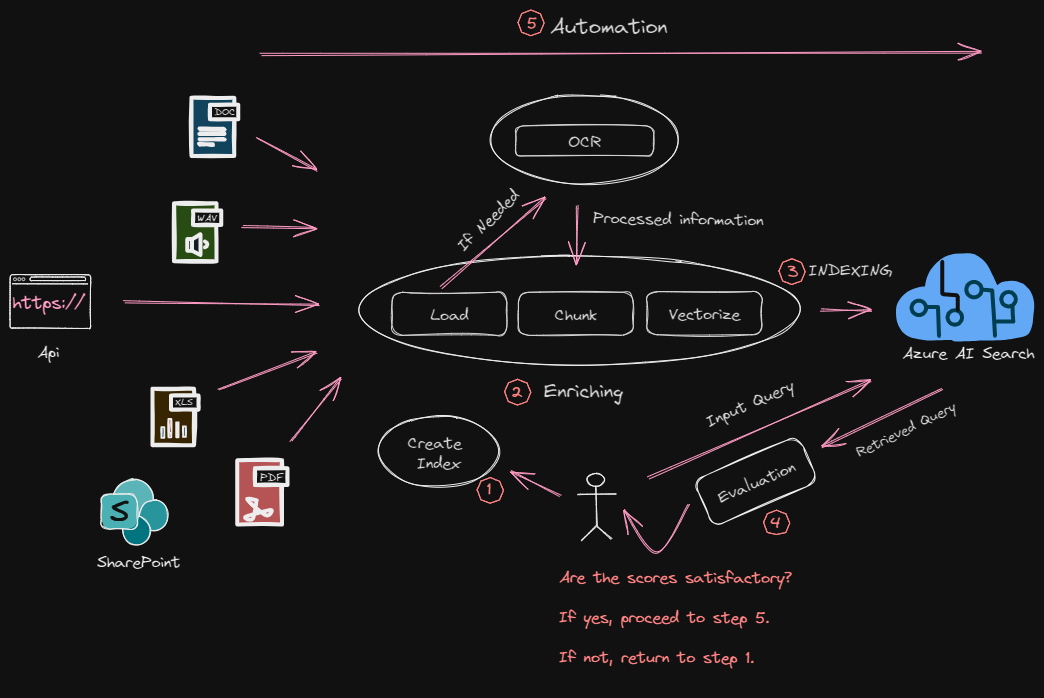 5 Automation
DOC
OCR
WAV
If Needed
Processed information
3 INDEXING
https://
Api
Load
Chunk
Vectorize
Azure AI Search
2 Enriching
XLS
Input Query
Retrieved Query
Create
Index
1
PDF
Evaluation
4
S
SharePoint
Are the scores satisfactory?
If yes, proceed to step 5.
If not, return to step 1.